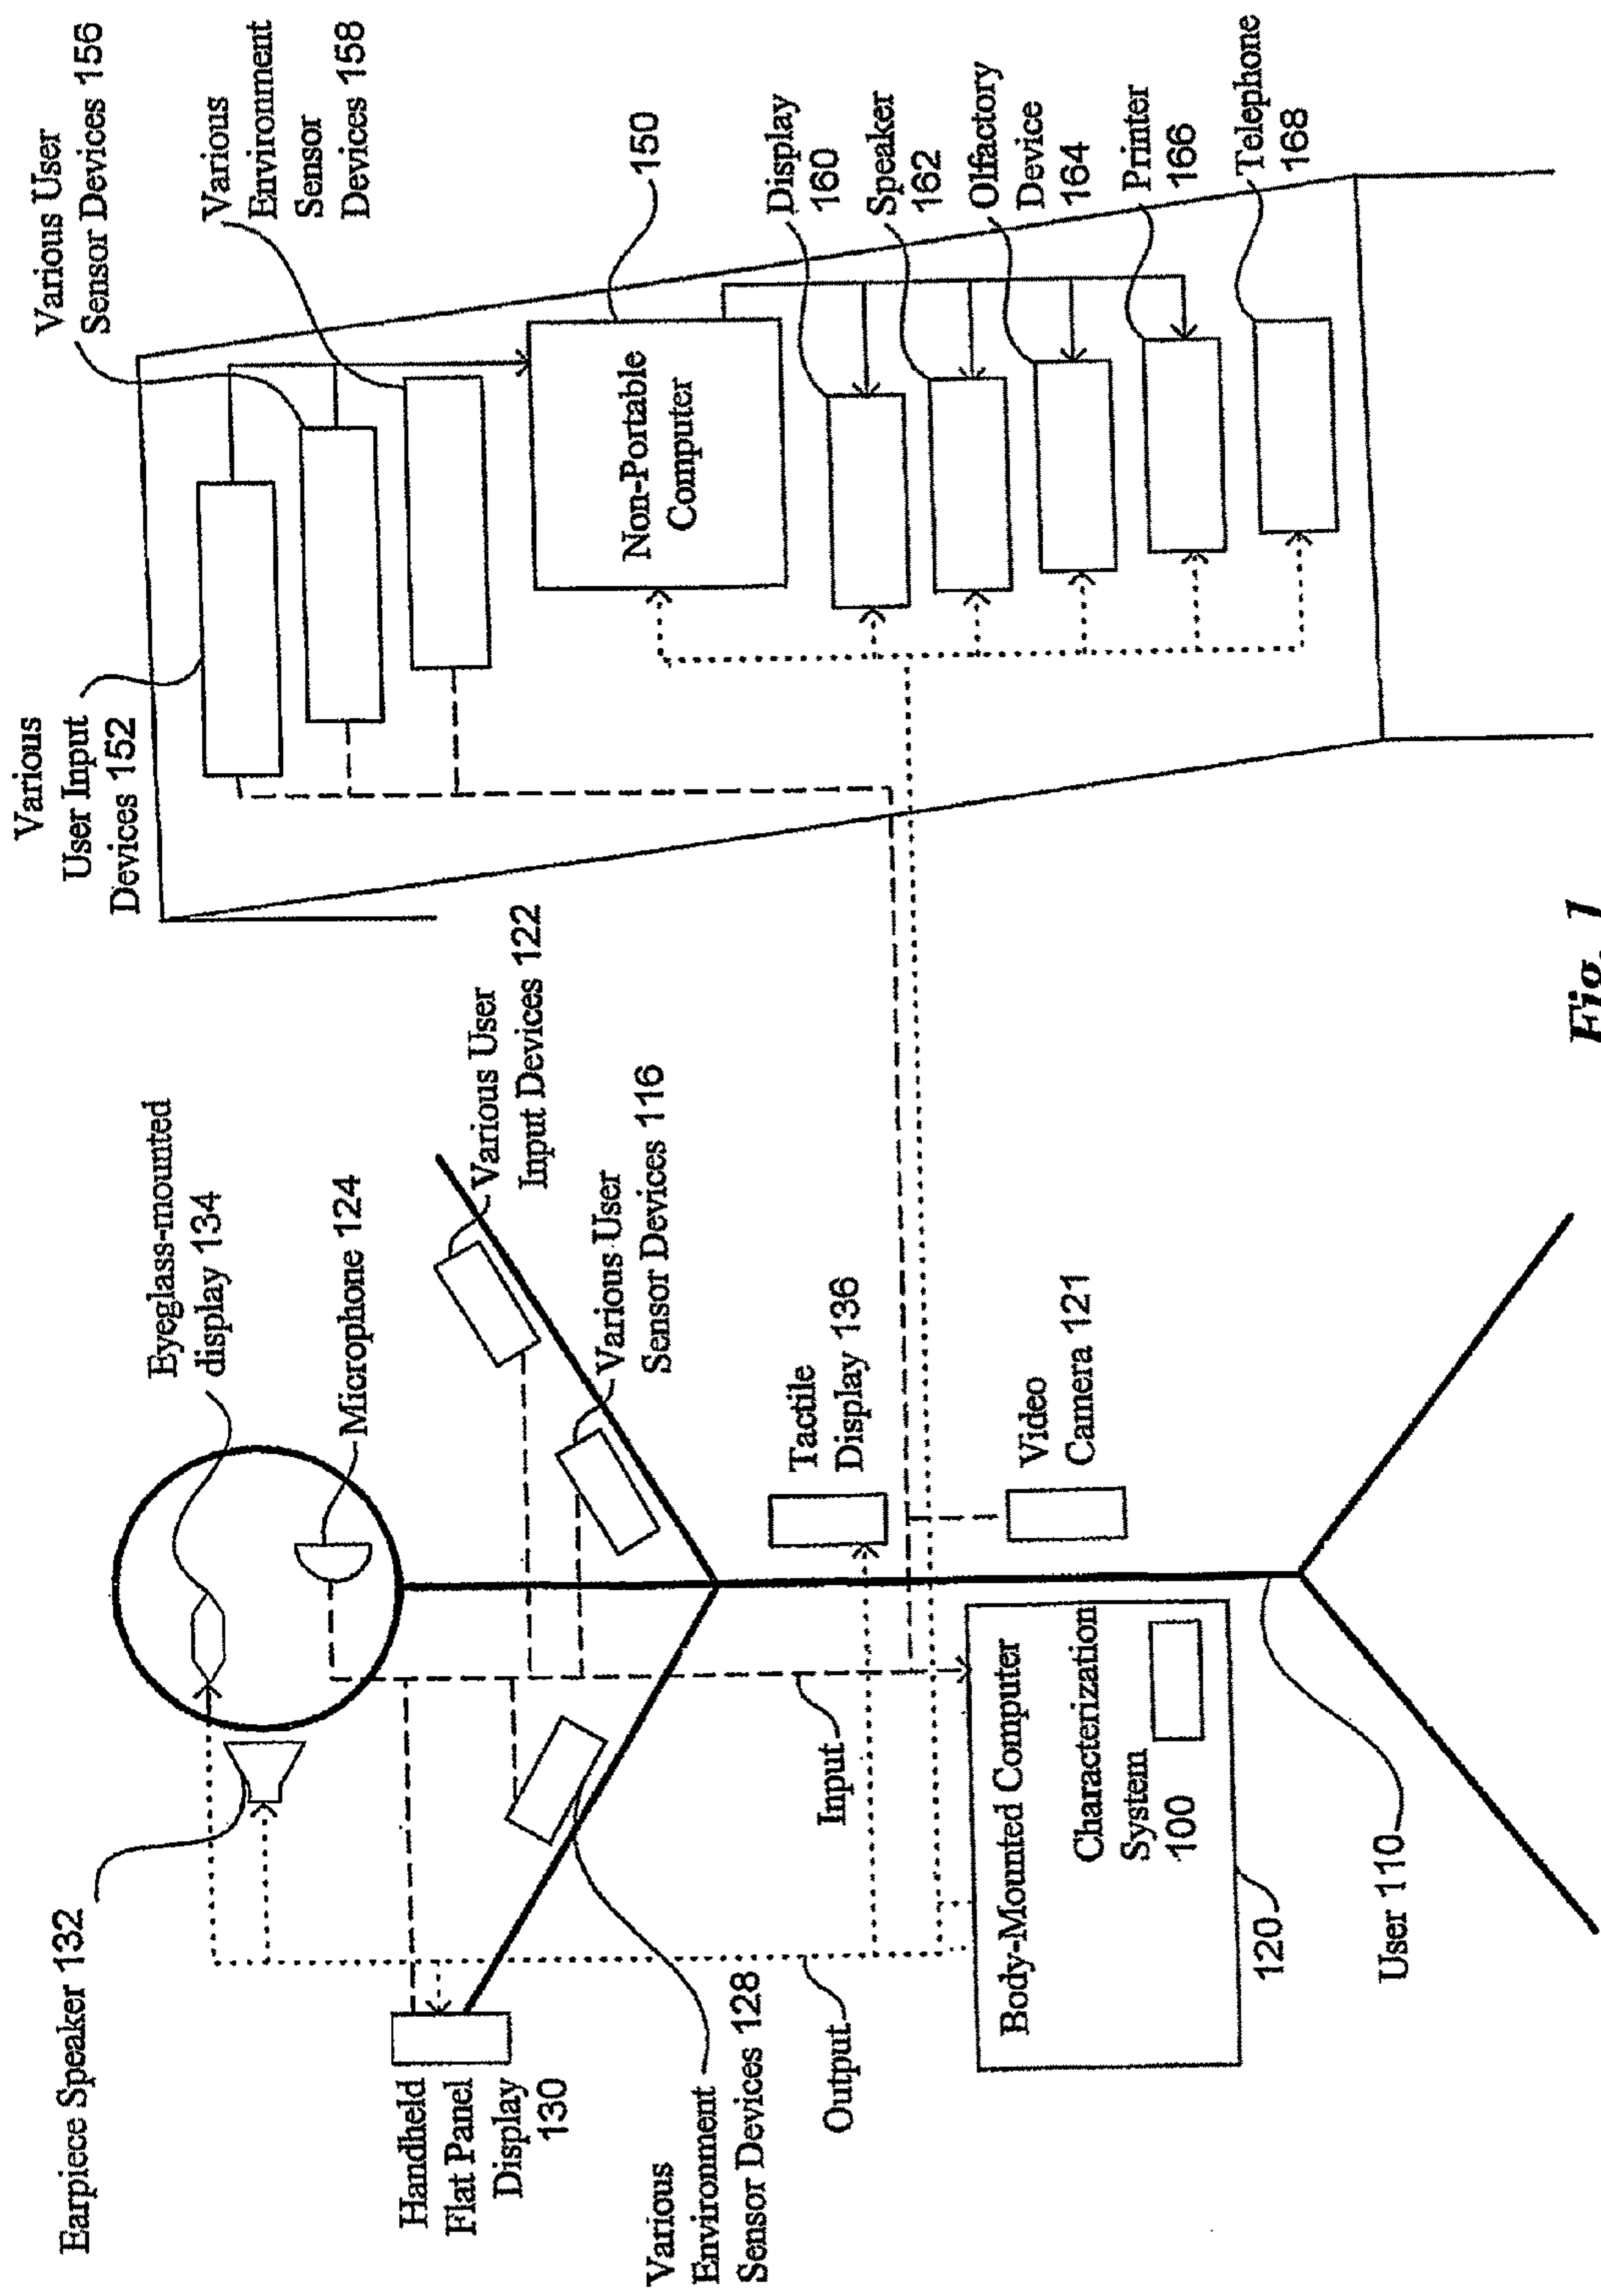 Earpiece Speaker 132
Eyeglass-mounted
display 134
Microphone 124
Handheld
Flat Panel
Display
130
Various
Environment
Sensor Devices 128
Various User
Input Devices 122
Various User
Sensor Devices 116
Tactile
Display 136
Video
Camera 121
Input
Output
Body-Mounted Computer
Characterization
System
100
120
User 110
Various
User Input
Devices 152
Various User
Sensor Devices 156
Various
Environment
Sensor
Devices 158
Non-Portable
Computer
150
Display
160
Speaker
162
Olfactory
Device
164
Printer
166
Telephone
168
Fig. 1